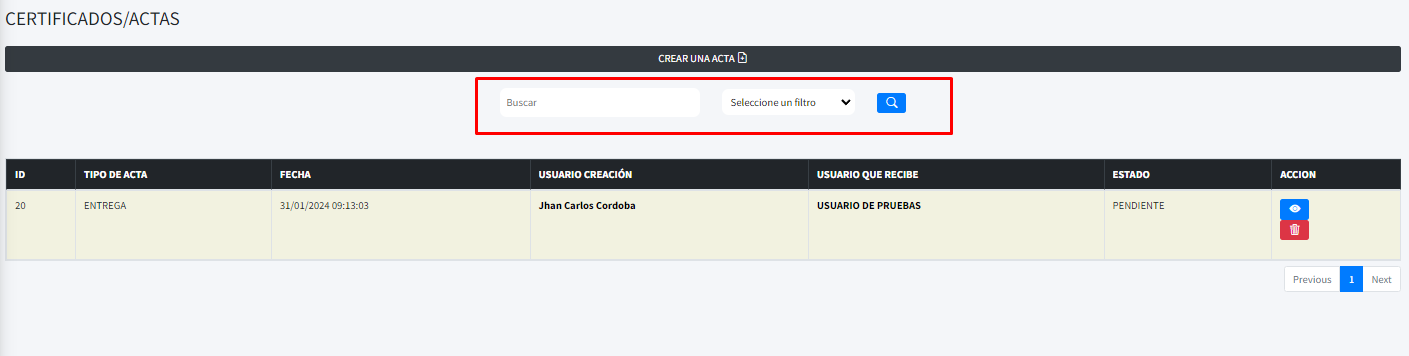 CERTIFICADOS/ACTAS
CREAR UNA ACTA
Buscar Seleccione un filtro
ID TIPO DE ACTA FECHA USUARIO CREACIÓN USUARIO QUE RECIBE ESTADO ACCION
20 ENTREGA 31/01/2024 09:13:03 Jhan Carlos Cordoba USUARIO DE PRUEBAS PENDIENTE
Previous 1 Next